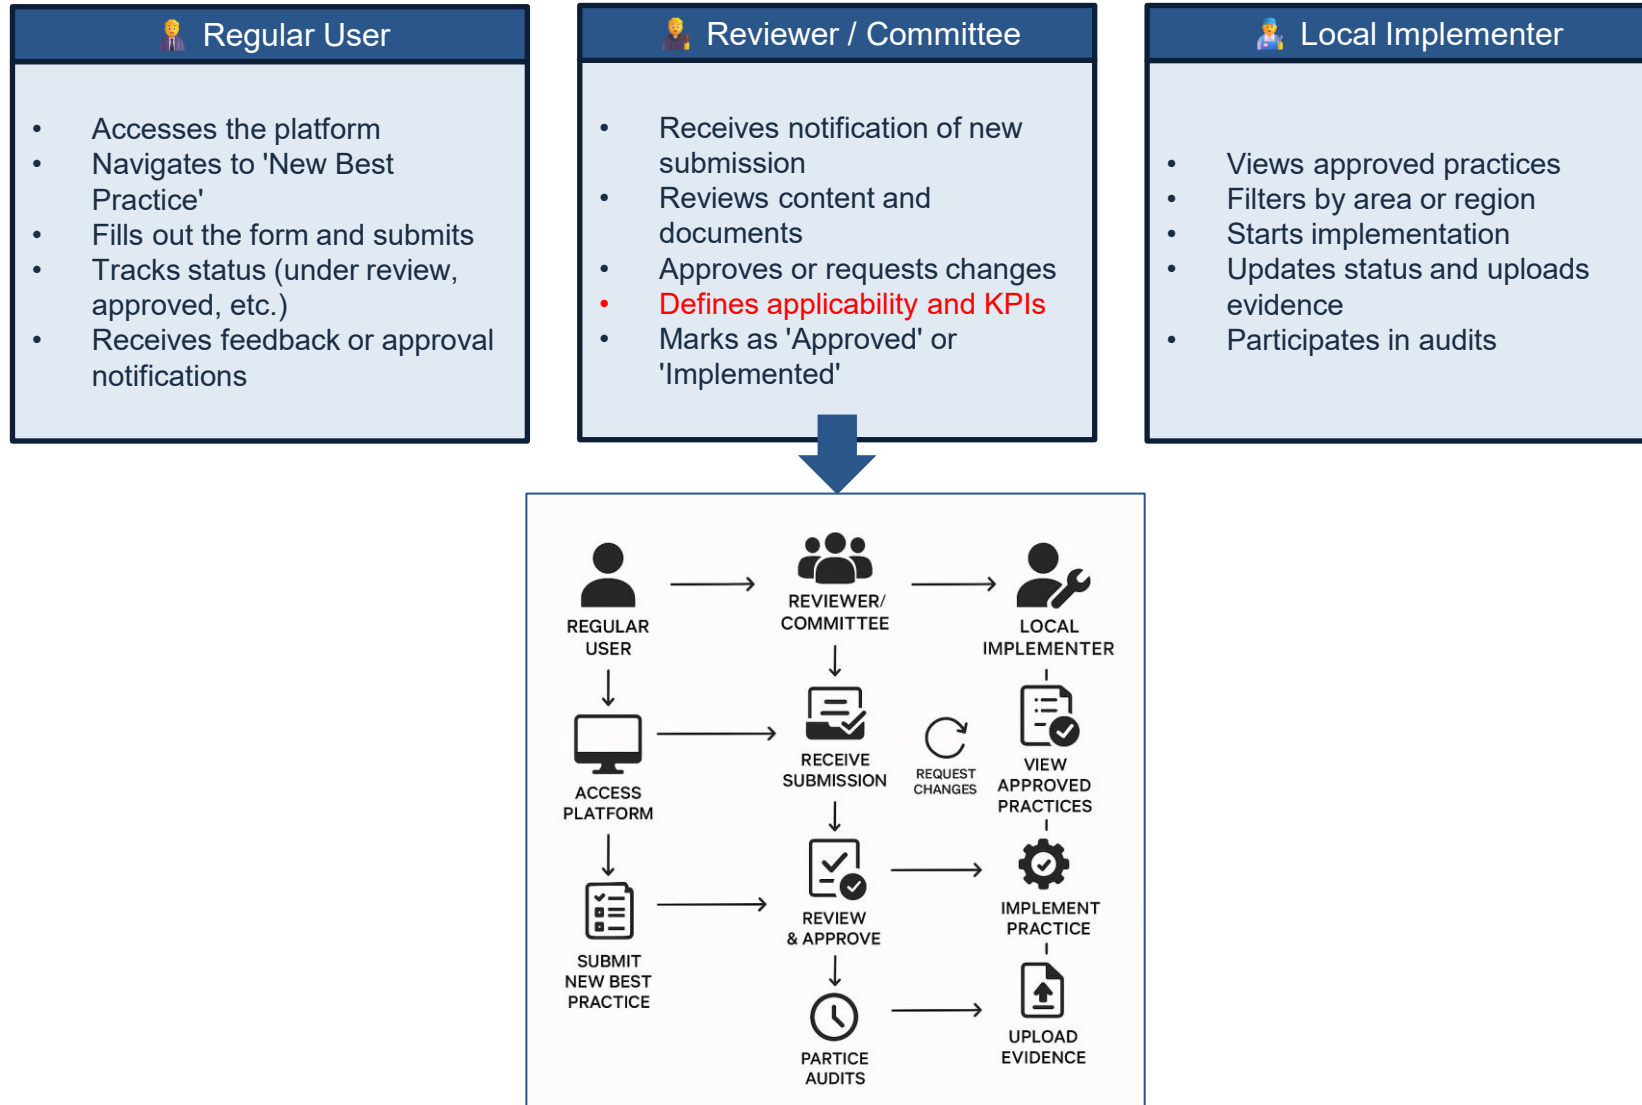 Regular User
• Accesses the platform
• Navigates to 'New Best
Practice'
• Fills out the form and submits
• Tracks status (under review,
approved, etc.)
• Receives feedback or approval
notifications
Reviewer / Committee
• Receives notification of new
submission
• Reviews content and
documents
• Approves or requests changes
• Defines applicability and KPIs
• Marks as 'Approved' or
'Implemented'
Local Implementer
• Views approved practices
• Filters by area or region
• Starts implementation
• Updates status and uploads
evidence
• Participates in audits
REGULAR
USER
REVIEWER/
COMMITTEE
LOCAL
IMPLEMENTER
ACCESS
PLATFORM
RECEIVE
SUBMISSION
REQUEST
CHANGES
VIEW
APPROVED
PRACTICES
SUBMIT
NEW BEST
PRACTICE
REVIEW
& APPROVE
IMPLEMENT
PRACTICE
PARTICE
AUDITS
UPLOAD
EVIDENCE